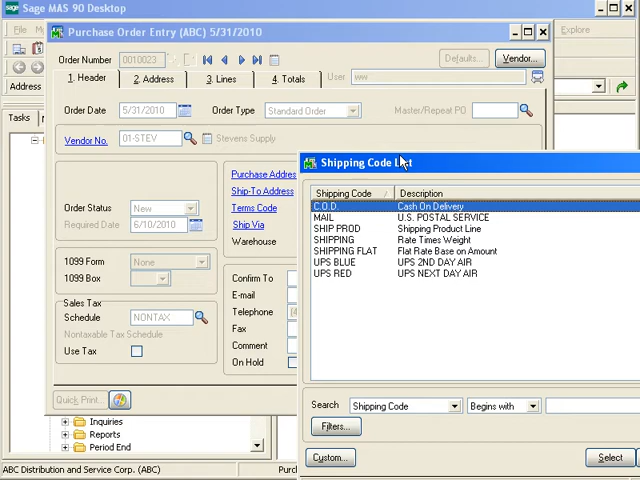 Sage MAS 90 Desktop
File
Explore
Purchase Order Entry (ABC) 5/31/2010
Order Number 0010023
Defaults... Vendor...
1. Header 2. Address 3. Lines 4. Totals User ww
Address
Order Date 5/31/2010 Order Type Standard Order Master/Repeat PO
Tasks
Vendor No. 01-STEV Stevens Supply
Shipping Code List
Purchase Address
Ship-To Address
Terms Code
Ship Via
Warehouse
Order Status New
Required Date 6/10/2010
Shipping Code Description
C.O.D. Cash On Delivery
MAIL U.S. POSTAL SERVICE
SHIP PROD Shipping Product Line
SHIPPING Rate Times Weight
SHIPPING FLAT Flat Rate Base on Amount
UPS BLUE UPS 2ND DAY AIR
UPS RED UPS NEXT DAY AIR
1099 Form None
1099 Box
Sales Tax
Schedule NONTAX
Nontaxable Tax Schedule
Use Tax
Confirm To
E-mail
Telephone
Fax
Comment
On Hold
Quick Print...
Search Shipping Code Begins with
Filters...
Custom... Select
Inquiries
Reports
Period End
ABC Distribution and Service Corp. (ABC) Purch